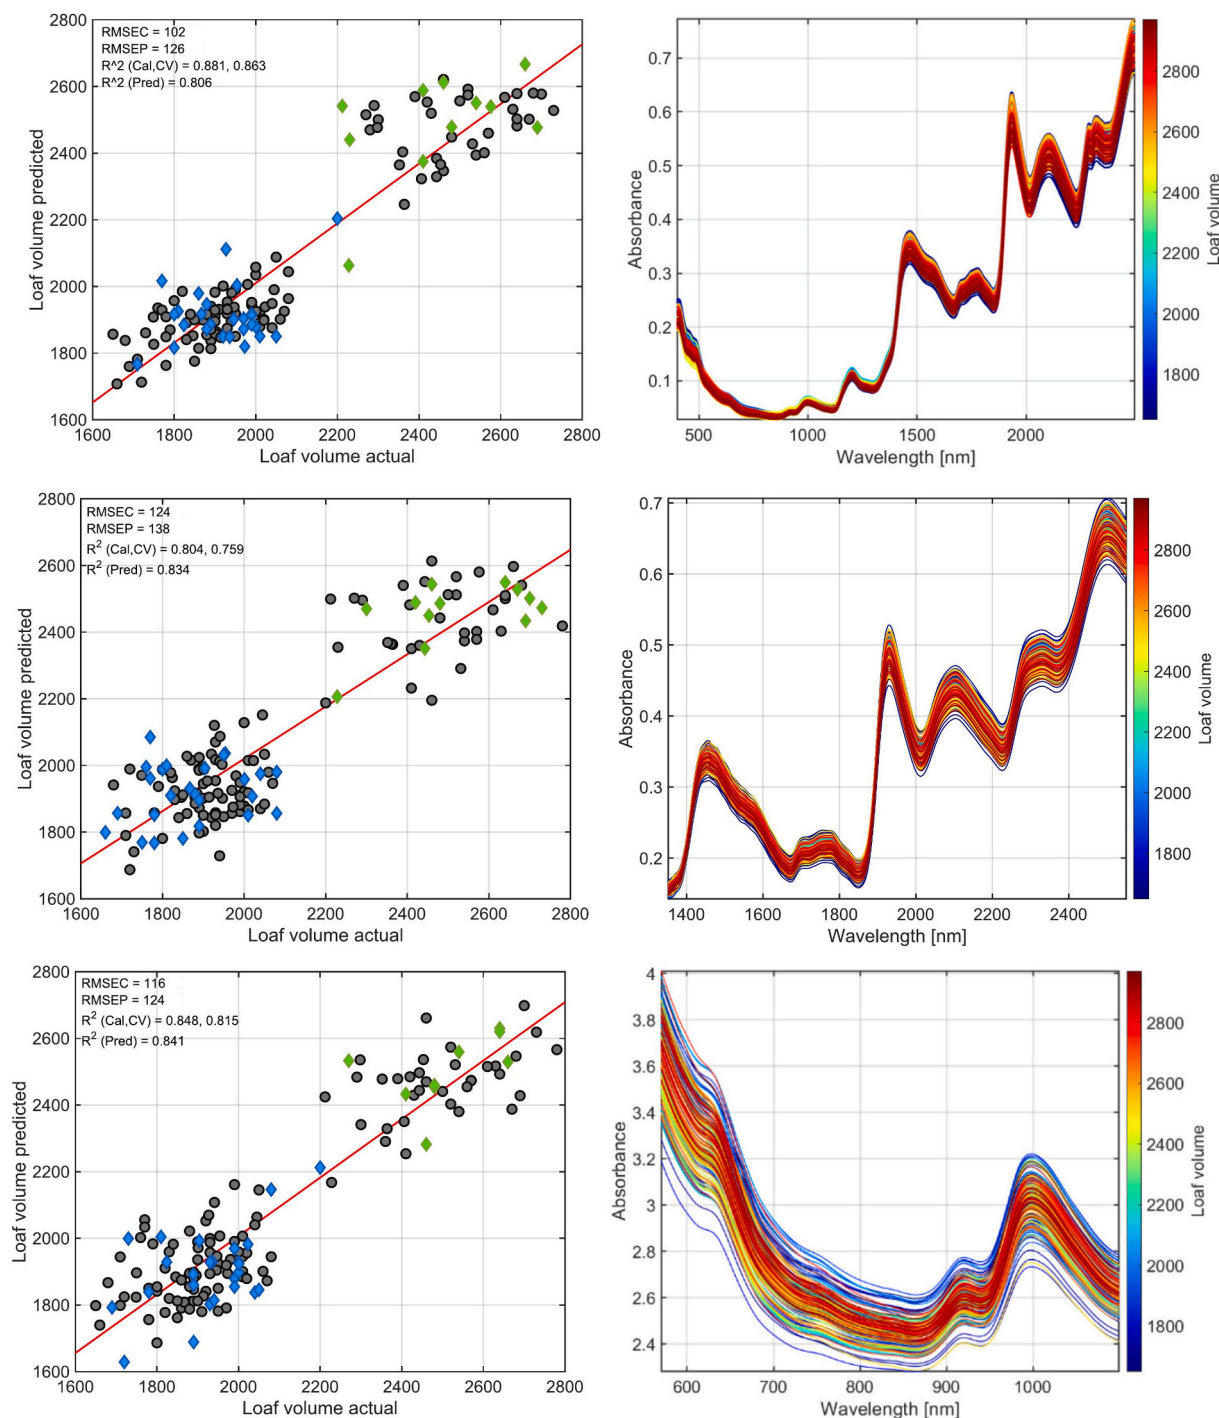 RMSEC = 102
RMSEP = 126
R^2 (Cal,CV) = 0.881, 0.863
R^2 (Pred) = 0.806
2800
2600
2400
2200
2000
1800
1600
Loaf volume predicted
1600 1800 2000 2200 2400 2600 2800
Loaf volume actual
0.7
0.6
0.5
0.4
0.3
0.2
0.1
Absorbance
500 1000 1500 2000
Wavelength [nm]
2800
2600
2400
2200
2000
1800
Loaf volume
RMSEC = 124
RMSEP = 138
R² (Cal,CV) = 0.804, 0.759
R² (Pred) = 0.834
2800
2600
2400
2200
2000
1800
1600
Loaf volume predicted
1600 1800 2000 2200 2400 2600 2800
Loaf volume actual
0.7
0.6
0.5
0.4
0.3
0.2
Absorbance
1400 1600 1800 2000 2200 2400
Wavelength [nm]
2800
2600
2400
2200
2000
1800
Loaf volume
RMSEC = 116
RMSEP = 124
R² (Cal,CV) = 0.848, 0.815
R² (Pred) = 0.841
2800
2600
2400
2200
2000
1800
1600
Loaf volume predicted
1600 1800 2000 2200 2400 2600 2800
Loaf volume actual
4
3.8
3.6
3.4
3.2
3
2.8
2.6
2.4
Absorbance
600 700 800 900 1000
Wavelength [nm]
2800
2600
2400
2200
2000
1800
Loaf volume